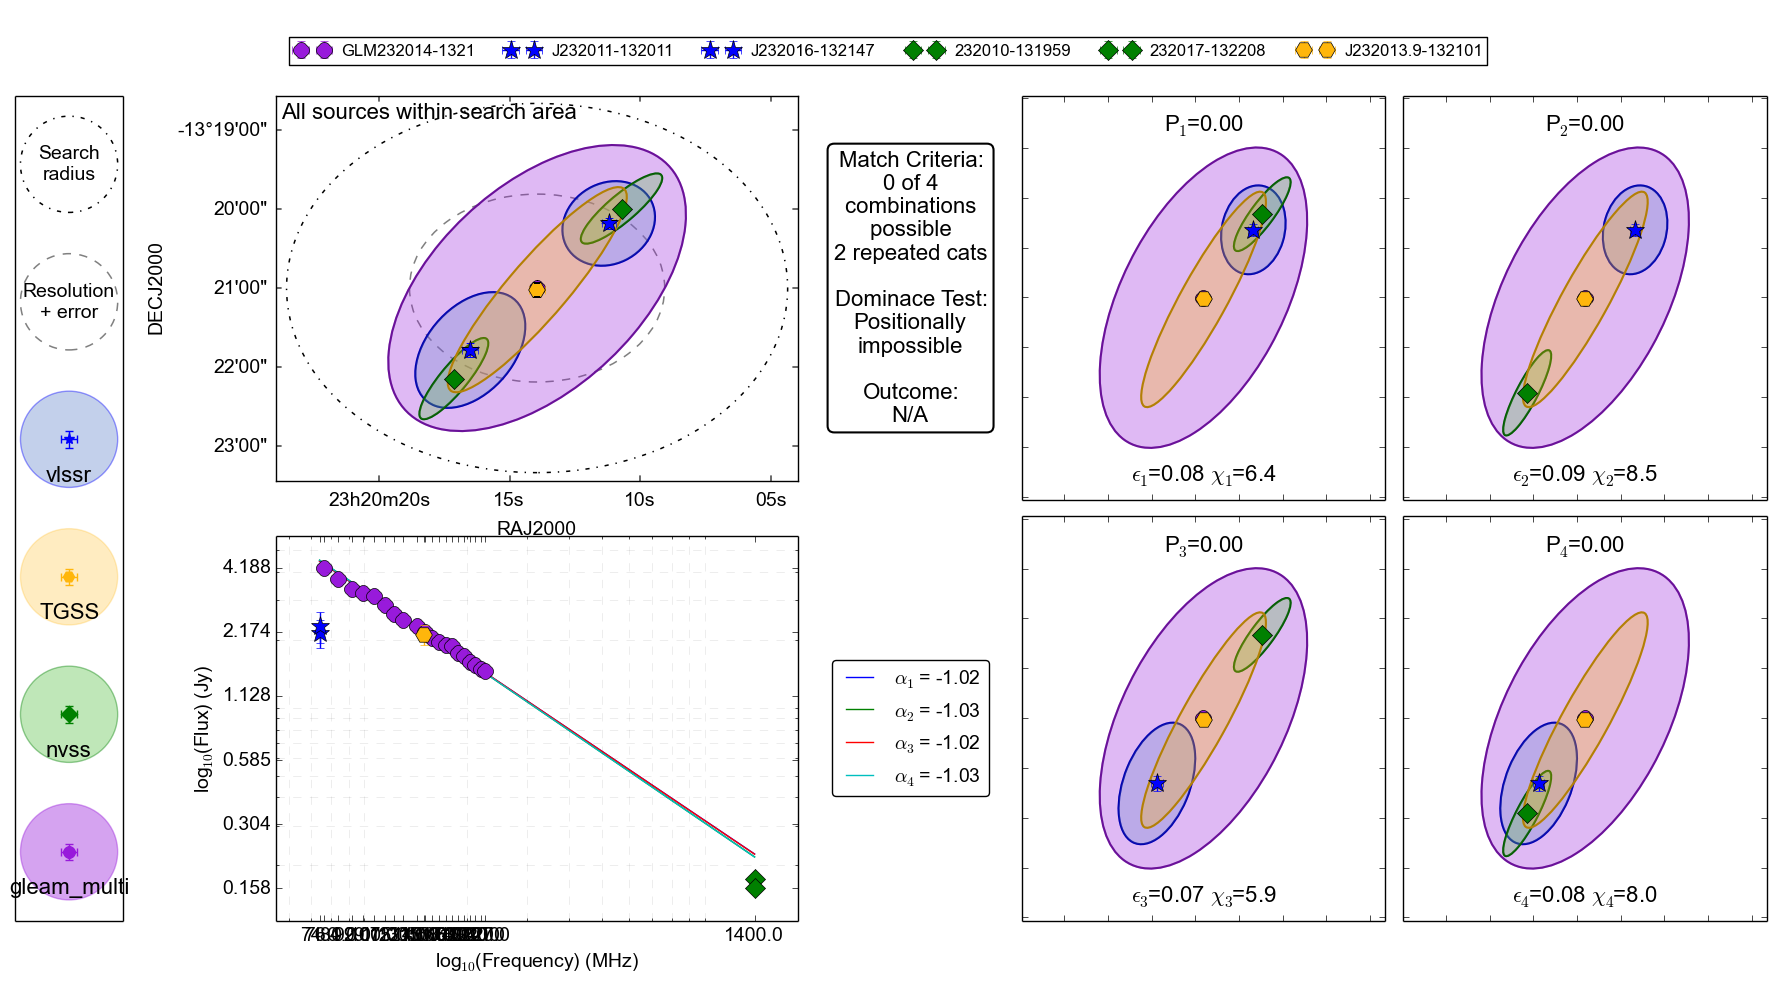 GLM232014-1321 J232011-132011 J232016-132147 232010-131959 232017-132208 J232013.9-132101
Search
radius
Resolution
+ error
vlssr
TGSS
nvss
gleam_multi
All sources within search area
DECJ2000
-13°19'00"
20'00"
21'00"
22'00"
23'00"
23h20m20s 15s 10s 05s
RAJ2000
Match Criteria:
0 of 4
combinations
possible
2 repeated cats
Dominace Test:
Positionally
impossible
Outcome:
N/A
P1=0.00
ϵ1=0.08 χ1=6.4
P2=0.00
ϵ2=0.09 χ2=8.5
log10(Flux) (Jy)
4.188
2.174
1.128
0.585
0.304
0.158
1400.0
log10(Frequency) (MHz)
α1 = -1.02
α2 = -1.03
α3 = -1.02
α4 = -1.03
P3=0.00
ϵ3=0.07 χ3=5.9
P4=0.00
ϵ4=0.08 χ4=8.0